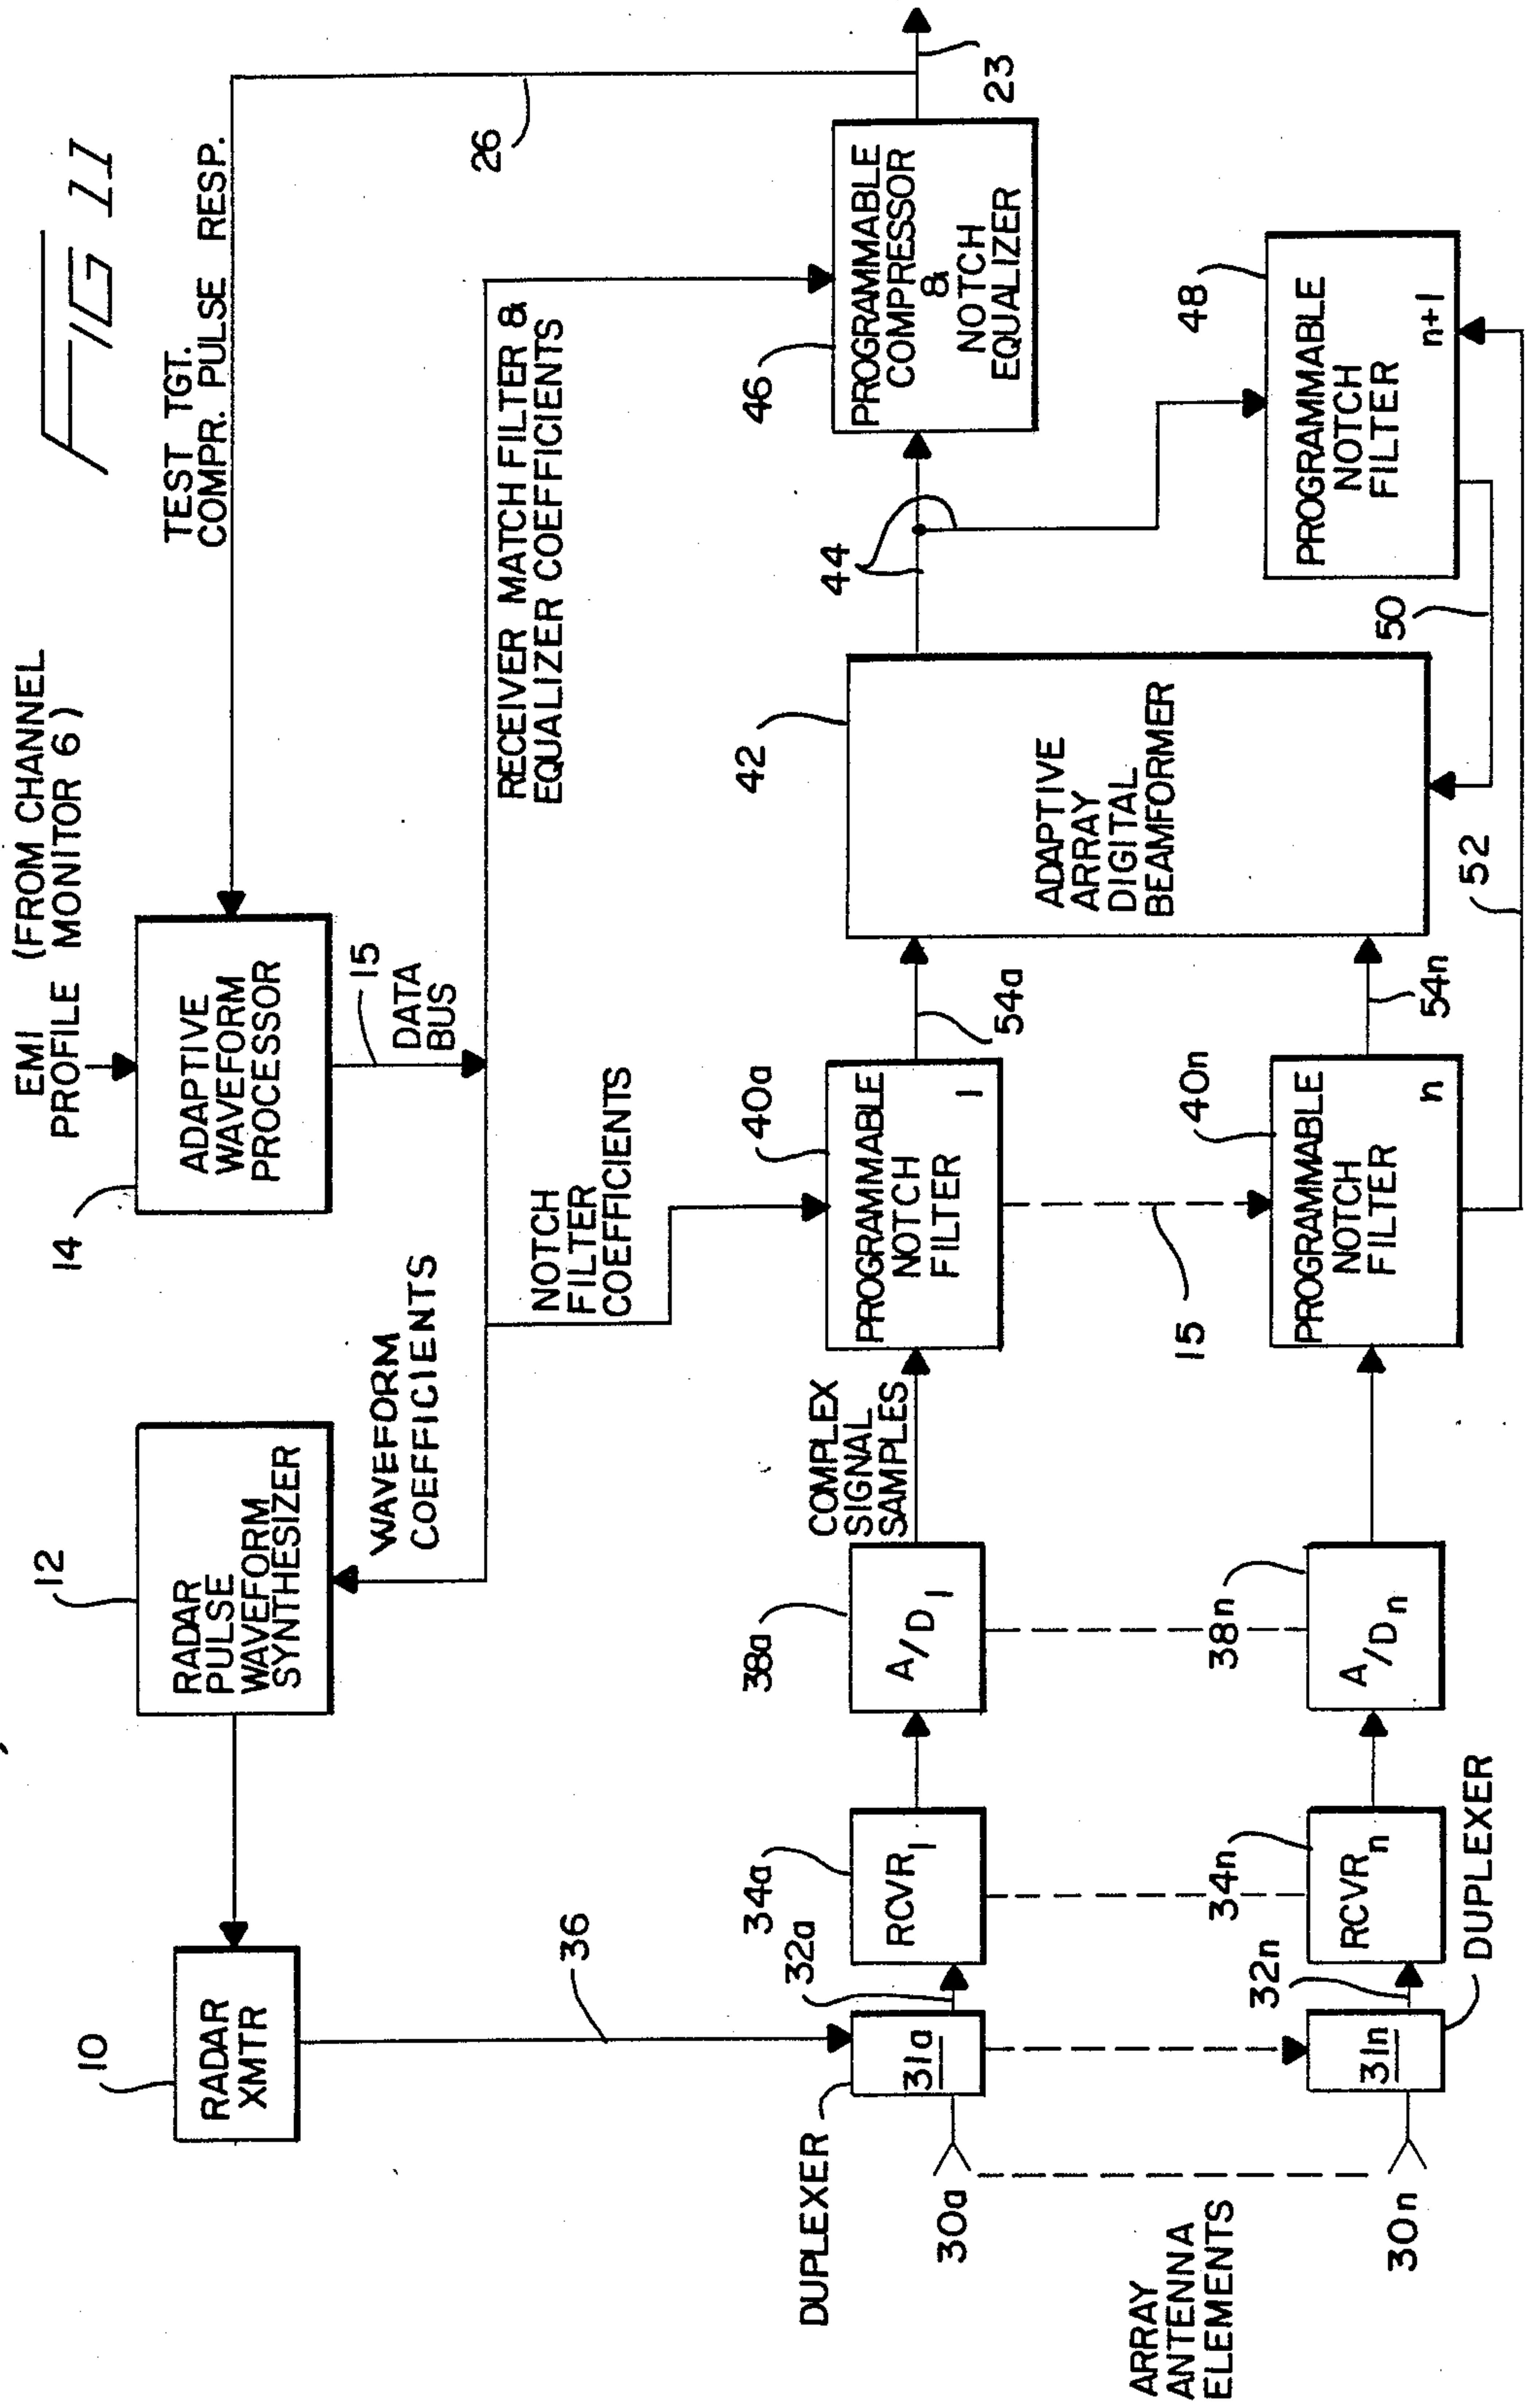 FIG 11
EMI (FROM CHANNEL
PROFILE MONITOR 6)
TEST TGT.
COMPR. PULSE RESP.
10
RADAR
XMTR
12
RADAR
PULSE
WAVEFORM
SYNTHESIZER
14
ADAPTIVE
WAVEFORM
PROCESSOR
15
DATA
BUS
26
WAVEFORM
COEFFICIENTS
NOTCH
FILTER
COEFFICIENTS
RECEIVER MATCH FILTER &
EQUALIZER COEFFICIENTS
36
DUPLEXER
31a
30a
32a
34a
RCVR1
38a
A/D1
COMPLEX
SIGNAL
SAMPLES
40a
PROGRAMMABLE
NOTCH
FILTER
1
54a
42
ADAPTIVE
ARRAY
DIGITAL
BEAMFORMER
44
46
PROGRAMMABLE
COMPRESSOR
&
NOTCH
EQUALIZER
23
ARRAY
ANTENNA
ELEMENTS
30n
31n
DUPLEXER
32n
34n
RCVRn
38n
A/Dn
15
40n
PROGRAMMABLE
NOTCH
FILTER
n
54n
52
50
48
PROGRAMMABLE
NOTCH
FILTER
n+1